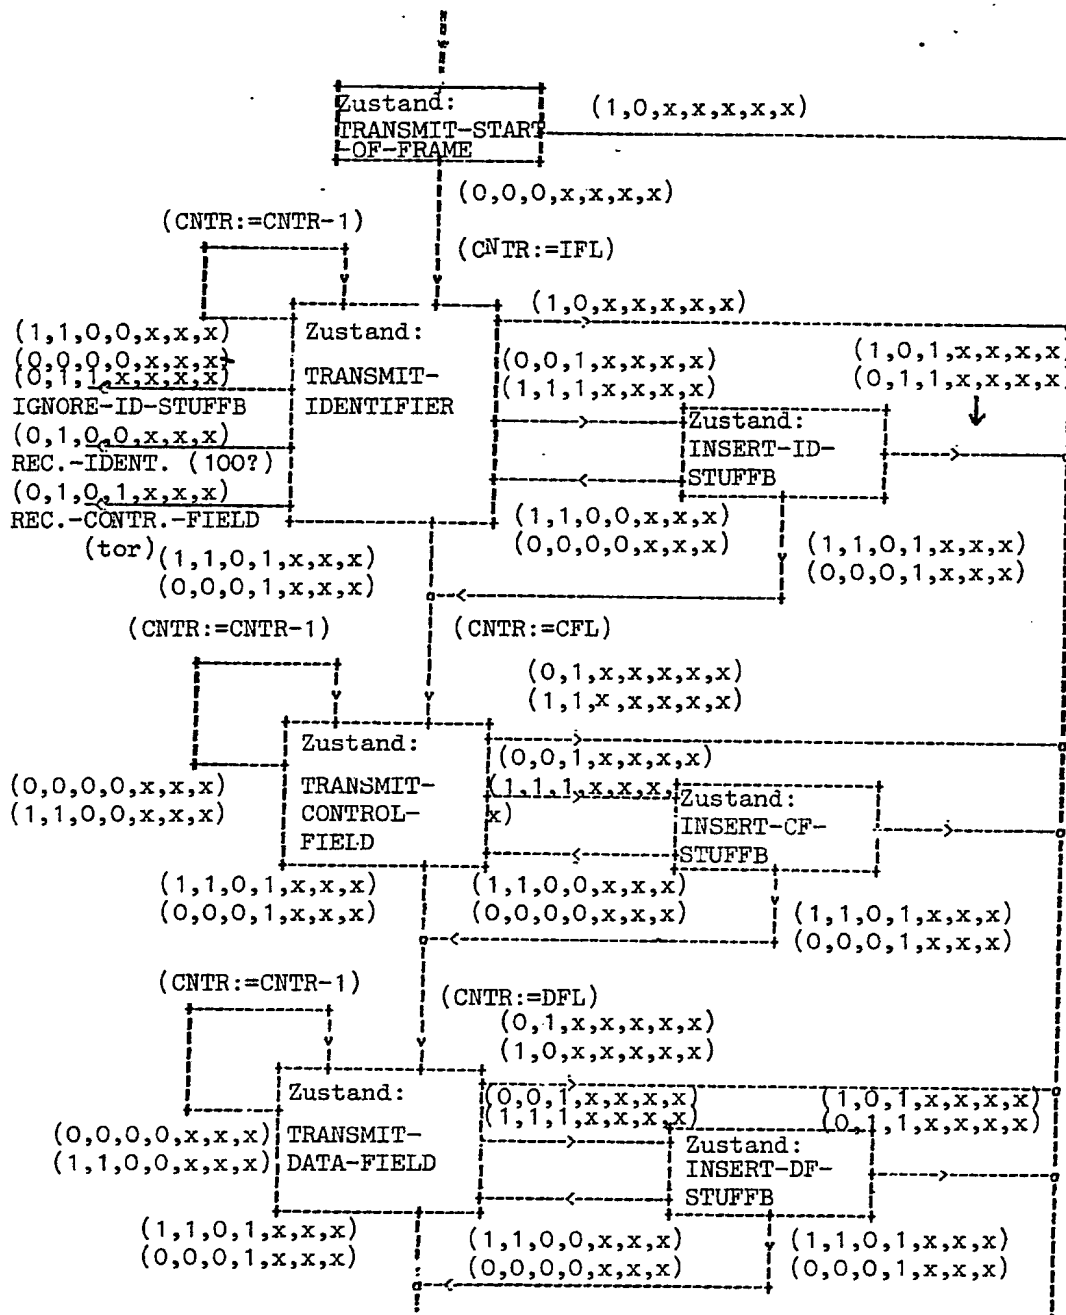 Zustand:
TRANSMIT-START
-OF-FRAME
(1,0,x,x,x,x,x)
(0,0,0,x,x,x,x)
(CNTR:=CNTR-1)
(CNTR:=IFL)
(1,0,x,x,x,x,x)
(1,1,0,0,x,x,x)
(0,0,0,0,x,x,x)
(0,1,1,x,x,x,x)
IGNORE-ID-STUFFB
(0,1,0,0,x,x,x)
REC.-IDENT. (100?)
(0,1,0,1,x,x,x)
REC.-CONTR.-FIELD
(tor)
Zustand:
TRANSMIT-
IDENTIFIER
(0,0,1,x,x,x,x)
(1,1,1,x,x,x,x)
(1,0,1,x,x,x,x)
(0,1,1,x,x,x,x)
Zustand:
INSERT-ID-
STUFFB
(1,1,0,0,x,x,x)
(0,0,0,0,x,x,x)
(1,1,0,1,x,x,x)
(0,0,0,1,x,x,x)
(1,1,0,1,x,x,x)
(0,0,0,1,x,x,x)
(CNTR:=CNTR-1)
(CNTR:=CFL)
(0,1,x,x,x,x,x)
(1,1,x,x,x,x,x)
Zustand:
TRANSMIT-
CONTROL-
FIELD
(0,0,0,0,x,x,x)
(1,1,0,0,x,x,x)
(0,0,1,x,x,x,x)
(1,1,1,x,x,x,
x)
Zustand:
INSERT-CF-
STUFFB
(1,1,0,1,x,x,x)
(0,0,0,1,x,x,x)
(1,1,0,0,x,x,x)
(0,0,0,0,x,x,x)
(1,1,0,1,x,x,x)
(0,0,0,1,x,x,x)
(CNTR:=CNTR-1)
(CNTR:=DFL)
(0,1,x,x,x,x,x)
(1,0,x,x,x,x,x)
Zustand:
TRANSMIT-
DATA-FIELD
(0,0,0,0,x,x,x)
(1,1,0,0,x,x,x)
(0,0,1,x,x,x,x)
(1,1,1,x,x,x,x)
(1,0,1,x,x,x,x)
(0,1,1,x,x,x,x)
Zustand:
INSERT-DF-
STUFFB
(1,1,0,1,x,x,x)
(0,0,0,1,x,x,x)
(1,1,0,0,x,x,x)
(0,0,0,0,x,x,x)
(1,1,0,1,x,x,x)
(0,0,0,1,x,x,x)